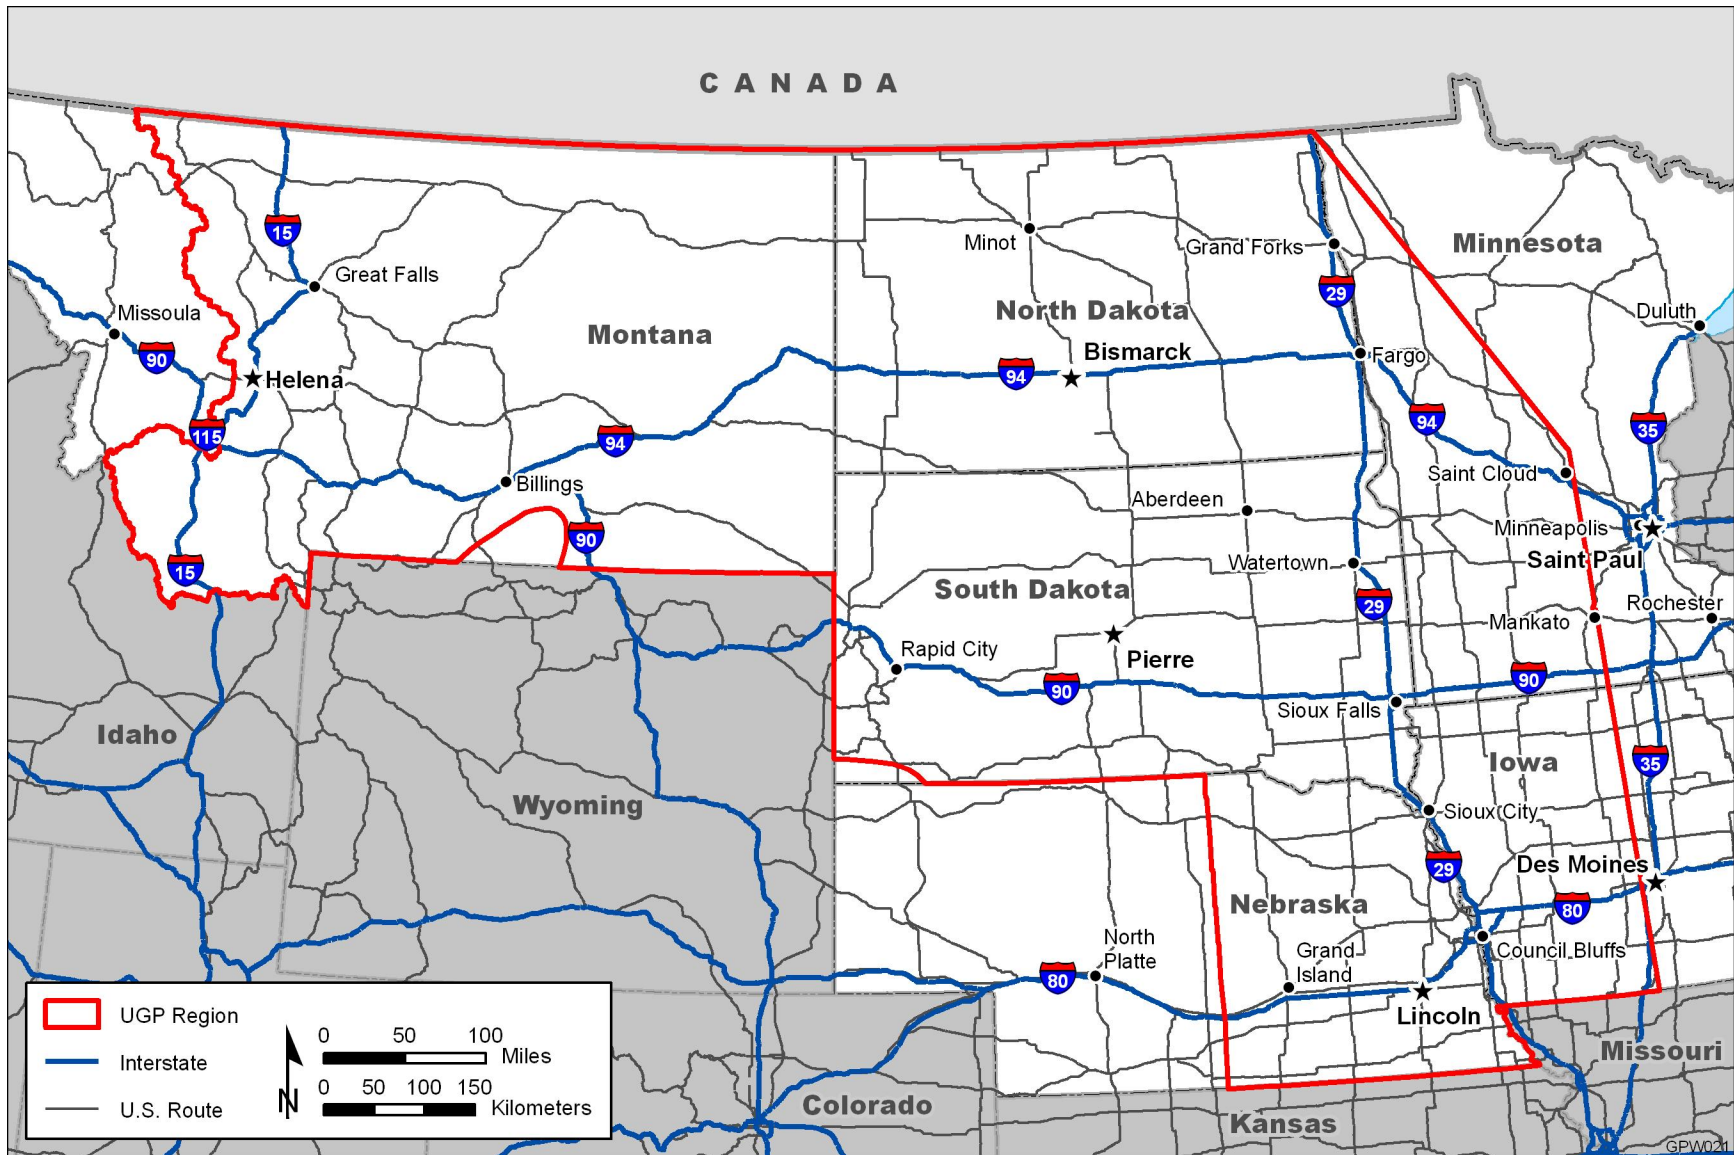 C A N A D A
15
Great Falls
Missoula
90
Montana
Helena
115
94
Billings
90
15
Minot
Grand Forks
Minnesota
29
North Dakota
Duluth
Bismarck
Fargo
94
94
35
Saint Cloud
Aberdeen
Minneapolis
Saint Paul
Watertown
South Dakota
29
Rochester
Mankato
Rapid City
Pierre
90
90
Sioux Falls
Idaho
Iowa
35
Wyoming
Sioux City
Des Moines
29
Nebraska
80
North
Platte
Grand
Island
Council Bluffs
80
Lincoln
Missouri
Colorado
Kansas
UGP Region
Interstate
U.S. Route
N
0 50 100
Miles
0 50 100 150
Kilometers
GPW021